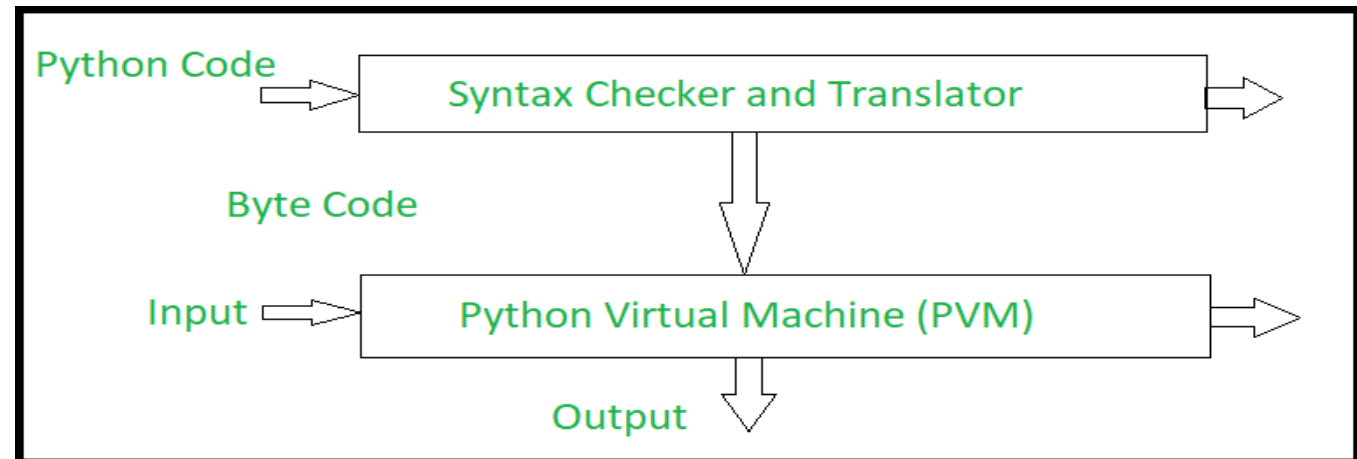 Python Code
Syntax Checker and Translator
Byte Code
Input
Python Virtual Machine (PVM)
Output